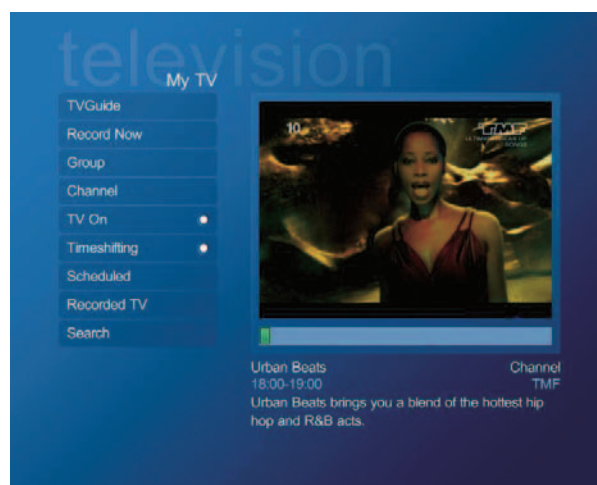 television
My TV
TVGuide
Record Now
Group
Channel
TV On
Timeshifting
Scheduled
Recorded TV
Search
10
TMF
SONGS
Urban Beats
Channel
18:00-19:00
TMF
Urban Beats brings you a blend of the hottest hip
hop and R&B acts.